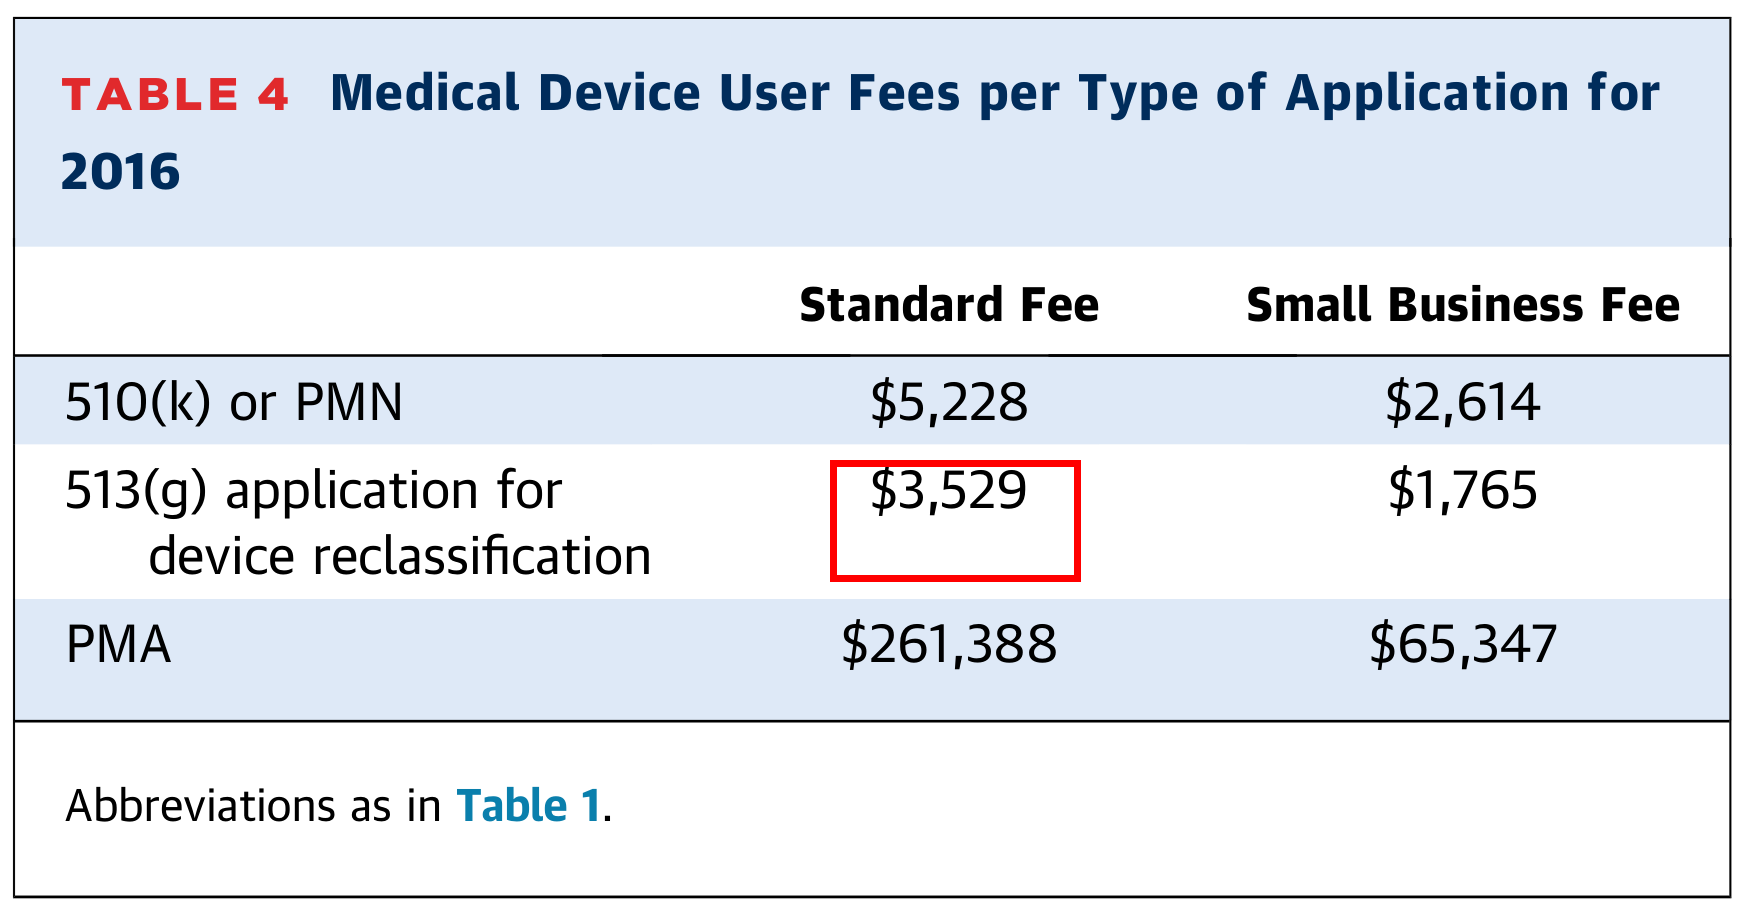 TABLE 4 Medical Device User Fees per Type of Application for
2016
Standard Fee Small Business Fee
510(k) or PMN $5,228 $2,614
513(g) application for $3,529 $1,765
device reclassification
PMA $261,388 $65,347
Abbreviations as in Table 1.